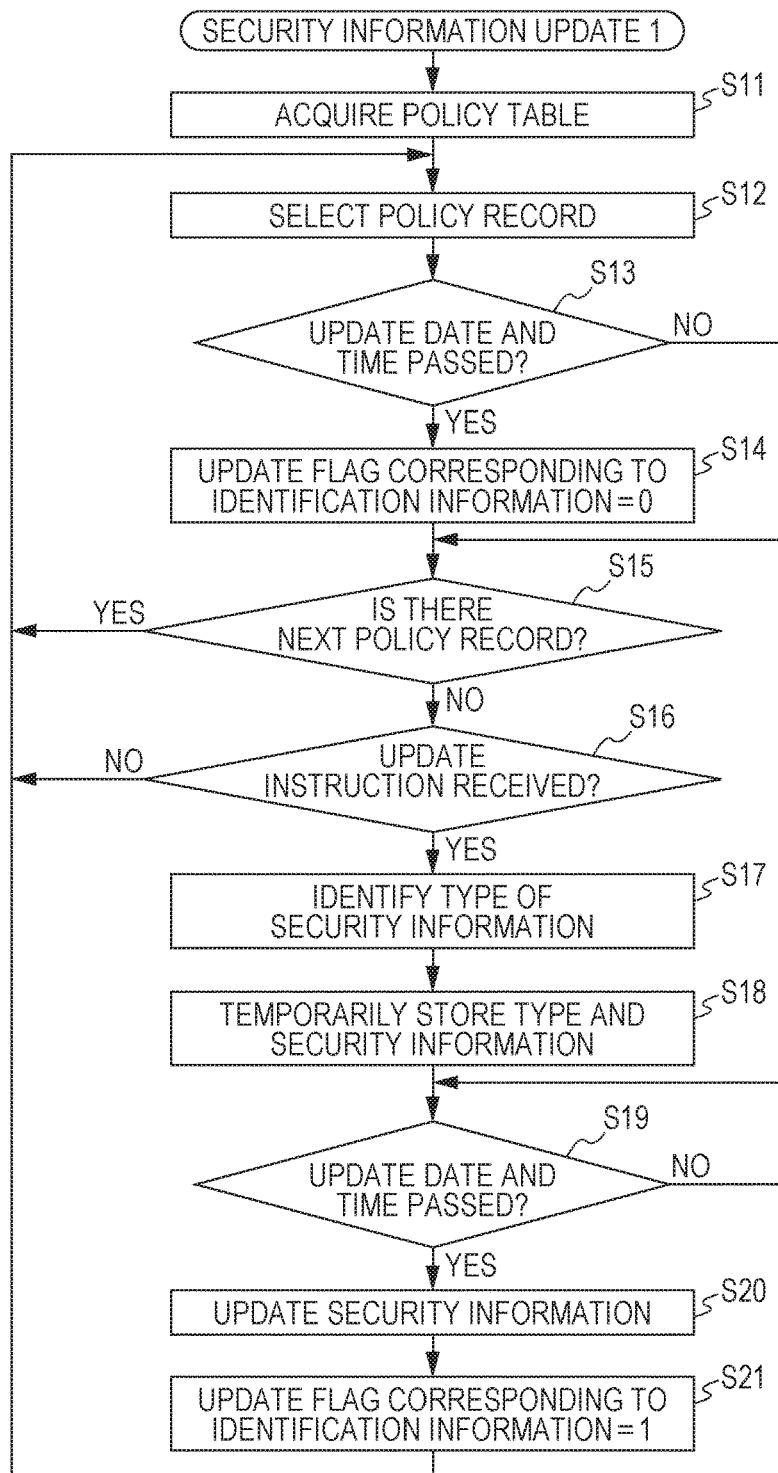 SECURITY INFORMATION UPDATE 1
S11
ACQUIRE POLICY TABLE
S12
SELECT POLICY RECORD
S13
UPDATE DATE AND
TIME PASSED?
NO
YES
S14
UPDATE FLAG CORRESPONDING TO
IDENTIFICATION INFORMATION = 0
S15
IS THERE
NEXT POLICY RECORD?
YES
NO
S16
UPDATE
INSTRUCTION RECEIVED?
NO
YES
S17
IDENTIFY TYPE OF
SECURITY INFORMATION
S18
TEMPORARILY STORE TYPE AND
SECURITY INFORMATION
S19
UPDATE DATE AND
TIME PASSED?
NO
YES
S20
UPDATE SECURITY INFORMATION
S21
UPDATE FLAG CORRESPONDING TO
IDENTIFICATION INFORMATION = 1